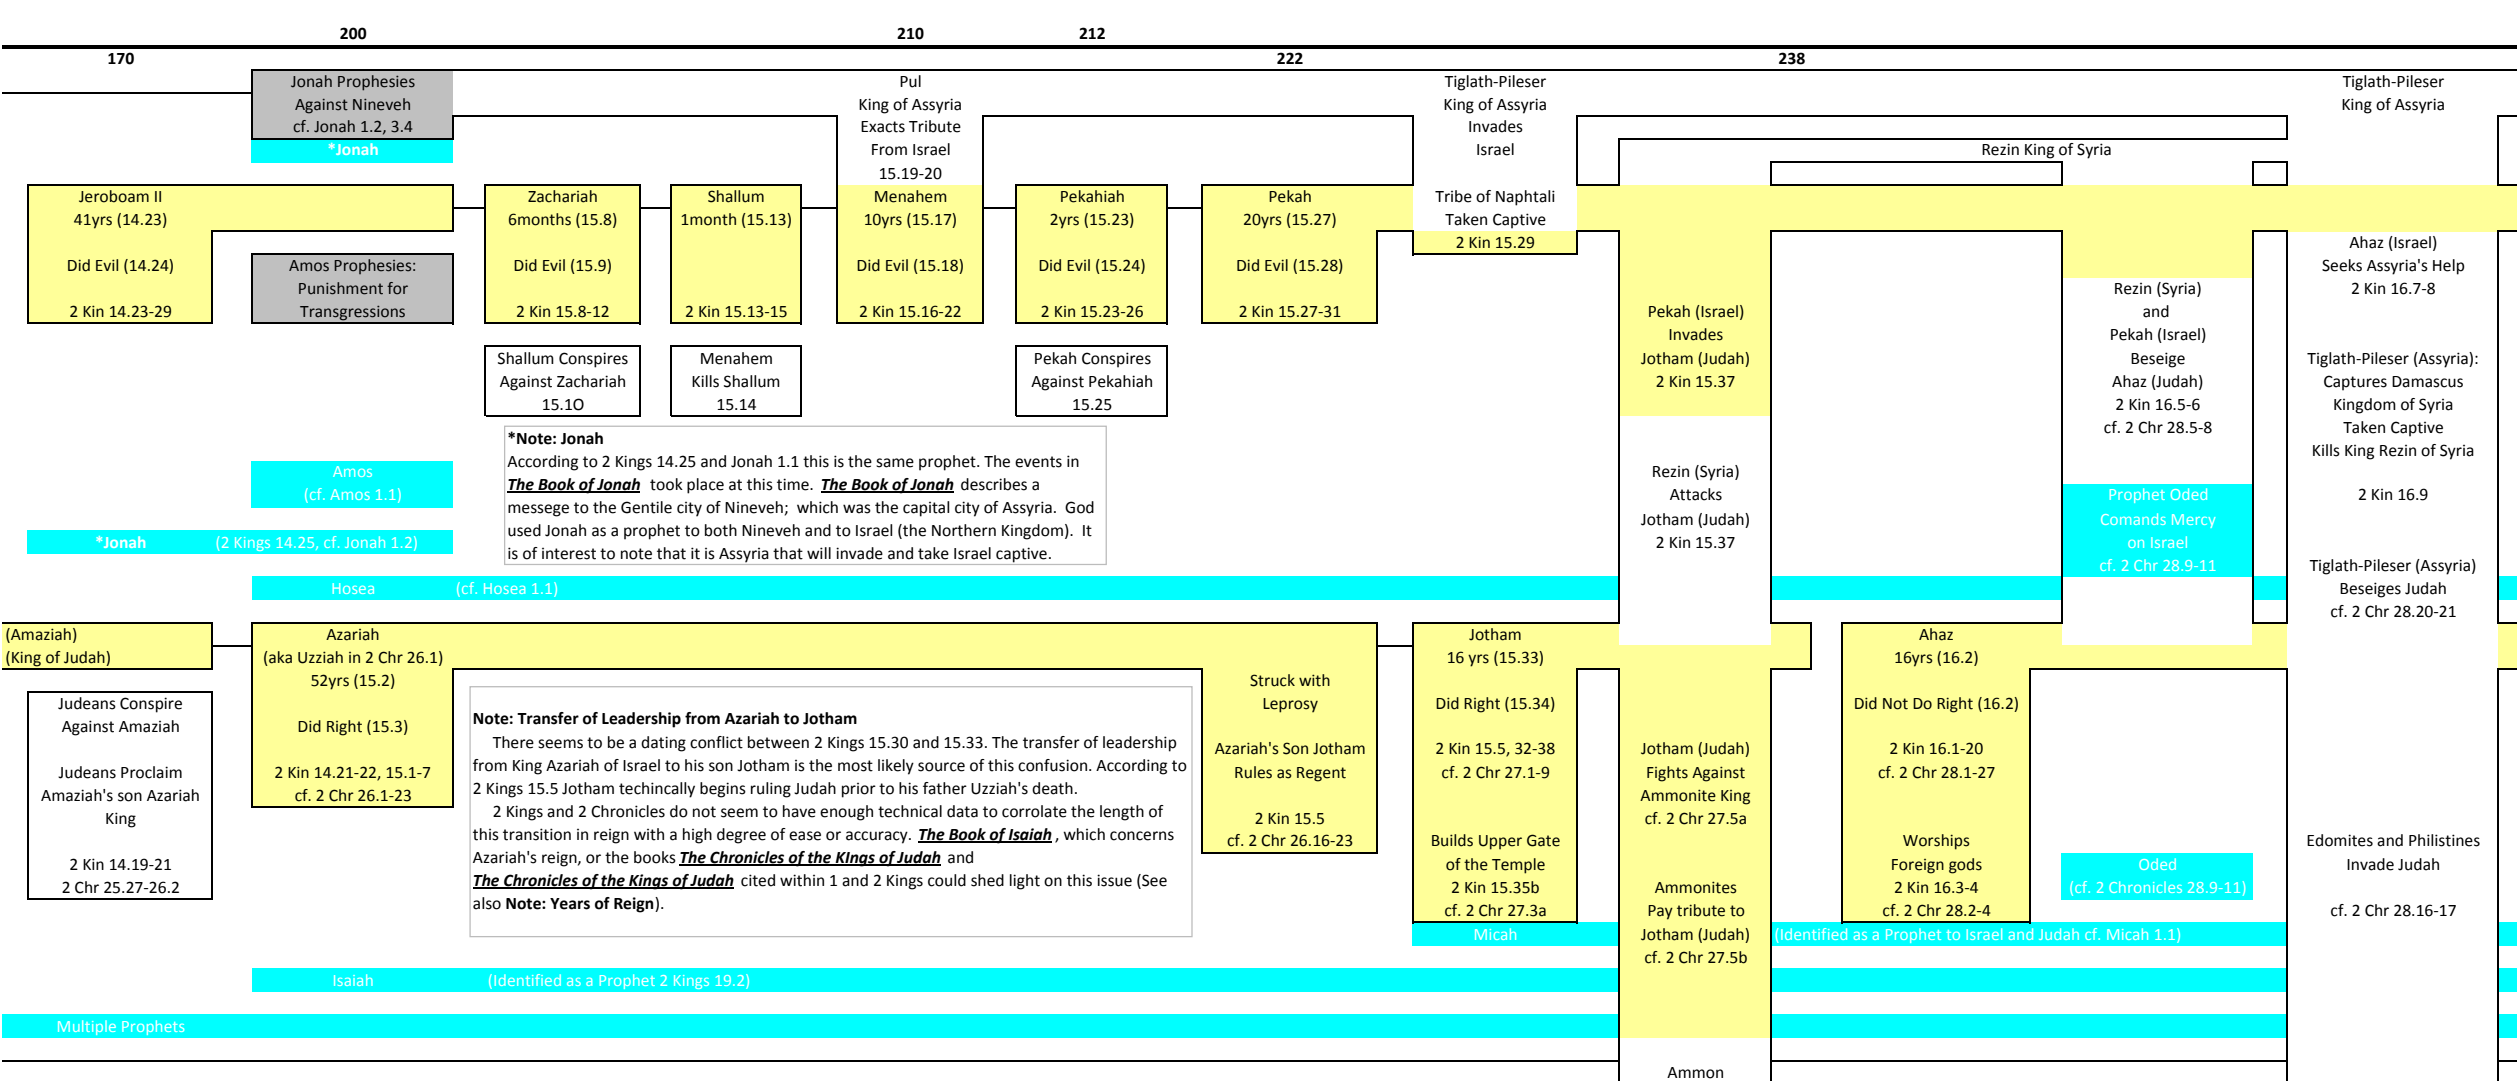 200
210
212
170
222
238
Jonah Prophesies
Against Nineveh
cf. Jonah 1.2, 3.4
*Jonah
Pul
King of Assyria
Exacts Tribute
From Israel
15.19-20
Tiglath-Pileser
King of Assyria
Invades
Israel
Tribe of Naphtali
Taken Captive
2 Kin 15.29
Rezin King of Syria
Tiglath-Pileser
King of Assyria
Jeroboam II
41yrs (14.23)
Did Evil (14.24)
2 Kin 14.23-29
Amos Prophesies:
Punishment for
Transgressions
Zachariah
6months (15.8)
Did Evil (15.9)
2 Kin 15.8-12
Shallum
1month (15.13)
2 Kin 15.13-15
Menahem
10yrs (15.17)
Did Evil (15.18)
2 Kin 15.16-22
Pekahiah
2yrs (15.23)
Did Evil (15.24)
2 Kin 15.23-26
Pekah
20yrs (15.27)
Did Evil (15.28)
2 Kin 15.27-31
Shallum Conspires
Against Zachariah
15.1O
Menahem
Kills Shallum
15.14
Pekah Conspires
Against Pekahiah
15.25
Pekah (Israel)
Invades
Jotham (Judah)
2 Kin 15.37
Rezin (Syria)
Attacks
Jotham (Judah)
2 Kin 15.37
Rezin (Syria)
and
Pekah (Israel)
Beseige
Ahaz (Judah)
2 Kin 16.5-6
cf. 2 Chr 28.5-8
Prophet Oded
Comands Mercy
on Israel
cf. 2 Chr 28.9-11
Ahaz (Israel)
Seeks Assyria's Help
2 Kin 16.7-8
Tiglath-Pileser (Assyria):
Captures Damascus
Kingdom of Syria
Taken Captive
Kills King Rezin of Syria
2 Kin 16.9
Tiglath-Pileser (Assyria)
Beseiges Judah
cf. 2 Chr 28.20-21
*Note: Jonah
According to 2 Kings 14.25 and Jonah 1.1 this is the same prophet. The events in
The Book of Jonah took place at this time. The Book of Jonah describes a
messege to the Gentile city of Nineveh; which was the capital city of Assyria. God
used Jonah as a prophet to both Nineveh and to Israel (the Northern Kingdom). It
is of interest to note that it is Assyria that will invade and take Israel captive.
Amos
(cf. Amos 1.1)
*Jonah (2 Kings 14.25, cf. Jonah 1.2)
Hosea (cf. Hosea 1.1)
(Amaziah)
(King of Judah)
Judeans Conspire
Against Amaziah
Judeans Proclaim
Amaziah's son Azariah
King
2 Kin 14.19-21
2 Chr 25.27-26.2
Azariah
(aka Uzziah in 2 Chr 26.1)
52yrs (15.2)
Did Right (15.3)
2 Kin 14.21-22, 15.1-7
cf. 2 Chr 26.1-23
Note: Transfer of Leadership from Azariah to Jotham
There seems to be a dating conflict between 2 Kings 15.30 and 15.33. The transfer of leadership
from King Azariah of Israel to his son Jotham is the most likely source of this confusion. According to
2 Kings 15.5 Jotham techincally begins ruling Judah prior to his father Uzziah's death.
2 Kings and 2 Chronicles do not seem to have enough technical data to corrolate the length of
this transition in reign with a high degree of ease or accuracy. The Book of Isaiah , which concerns
Azariah's reign, or the books The Chronicles of the KIngs of Judah and
The Chronicles of the Kings of Judah cited within 1 and 2 Kings could shed light on this issue (See
also Note: Years of Reign).
Struck with
Leprosy
Azariah's Son Jotham
Rules as Regent
2 Kin 15.5
cf. 2 Chr 26.16-23
Jotham
16 yrs (15.33)
Did Right (15.34)
2 Kin 15.5, 32-38
cf. 2 Chr 27.1-9
Builds Upper Gate
of the Temple
2 Kin 15.35b
cf. 2 Chr 27.3a
Jotham (Judah)
Fights Against
Ammonite King
cf. 2 Chr 27.5a
Ammonites
Pay tribute to
Jotham (Judah)
cf. 2 Chr 27.5b
Ahaz
16yrs (16.2)
Did Not Do Right (16.2)
2 Kin 16.1-20
cf. 2 Chr 28.1-27
Worships
Foreign gods
2 Kin 16.3-4
cf. 2 Chr 28.2-4
Oded
(cf. 2 Chronicles 28.9-11)
Edomites and Philistines
Invade Judah
cf. 2 Chr 28.16-17
Micah (Identified as a Prophet to Israel and Judah cf. Micah 1.1)
Isaiah (Identified as a Prophet 2 Kings 19.2)
Multiple Prophets
Ammon